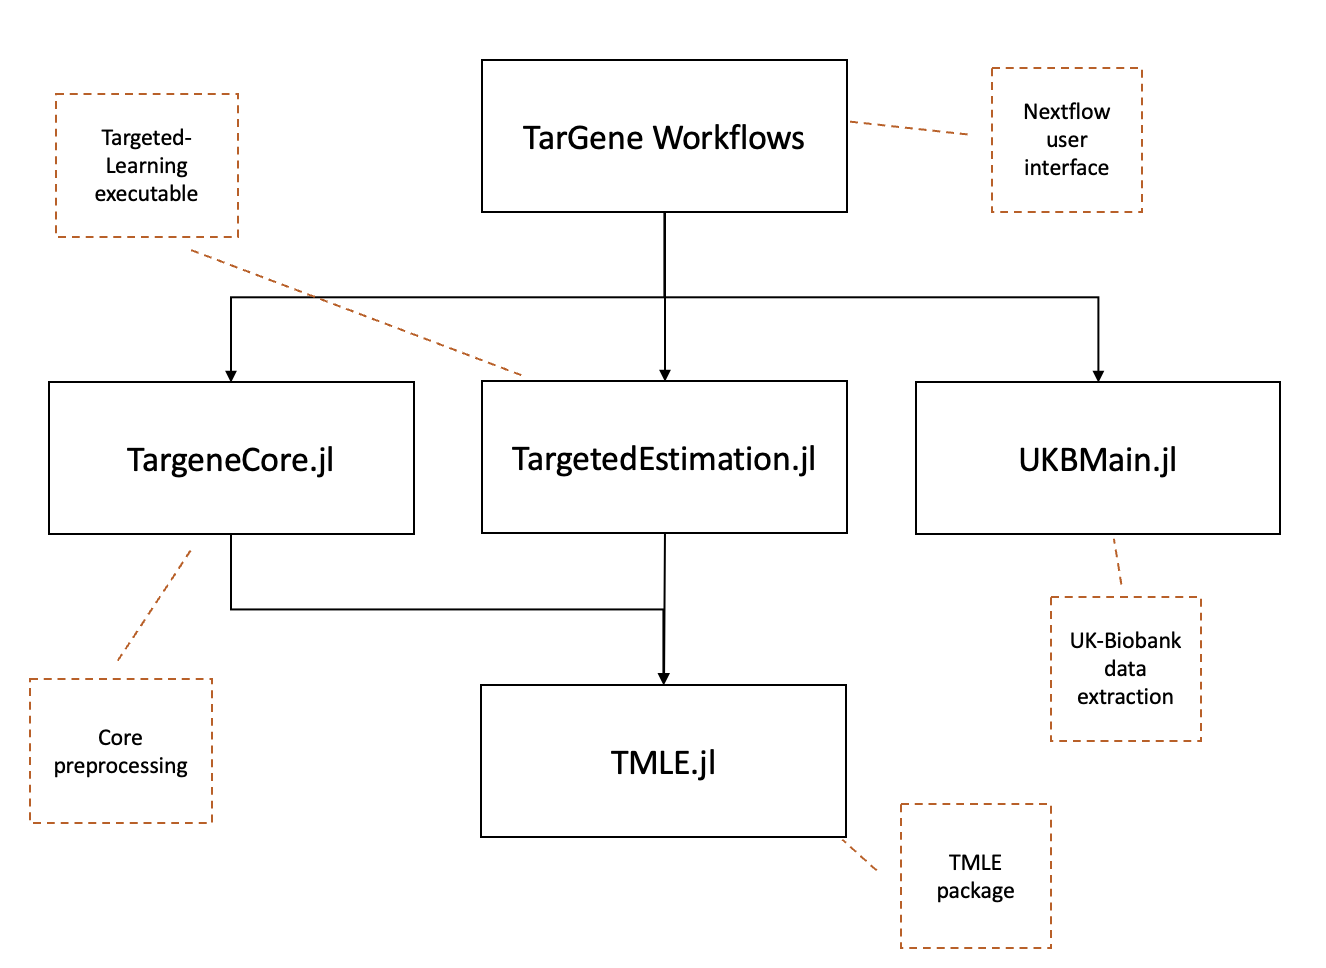 TarGene Workflows
Nextflow
user
interface
Targeted-
Learning
executable
TargeneCore.jl
TargetedEstimation.jl
UKBMain.jl
UK-Biobank
data
extraction
Core
preprocessing
TMLE.jl
TMLE
package